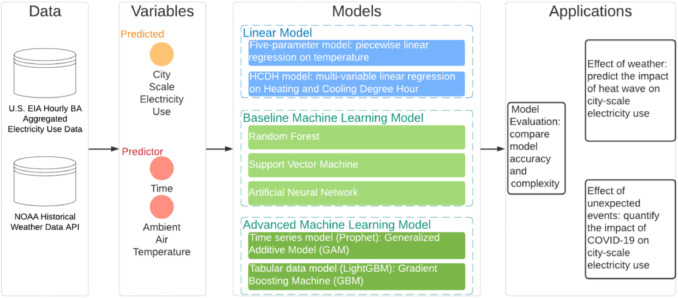 Data
Variables
Models
Applications
U.S. EIA Hourly BA
Aggregated
Electricity Use Data
NOAA Historical
Weather Data API
Predicted
City
Scale
Electricity
Use
Predictor
Time
Ambient
Air
Temperature
Linear Model
Five-parameter model: piecewise linear
regression on temperature
HCDH model: multi-variable linear regression
on Heating and Cooling Degree Hour
Baseline Machine Learning Model
Random Forest
Support Vector Machine
Artificial Neural Network
Advanced Machine Learning Model
Time series model (Prophet): Generalized
Additive Model (GAM)
Tabular data model (LightGBM): Gradient
Boosting Machine (GBM)
Model
Evaluation:
compare
model
accuracy
and
complexity
Effect of weather:
predict the impact
of heat wave on
city-scale
electricity use
Effect of
unexpected
events: quantify
the impact of
COVID-19 on
city-scale
electricity use